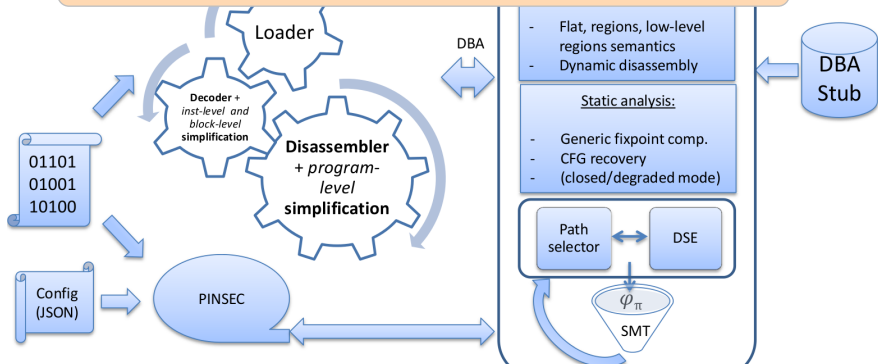 Loader
Decoder +
inst-level and
block-level
simplification
Disassembler
+ program-
level
simplification
01101
01001
10100
Config
(JSON)
PINSEC
DBA
- Flat, regions, low-level
regions semantics
- Dynamic disassembly
Static analysis:
- Generic fixpoint comp.
- CFG recovery
- (closed/degraded mode)
Path
selector
DSE
φπ
SMT
DBA
Stub